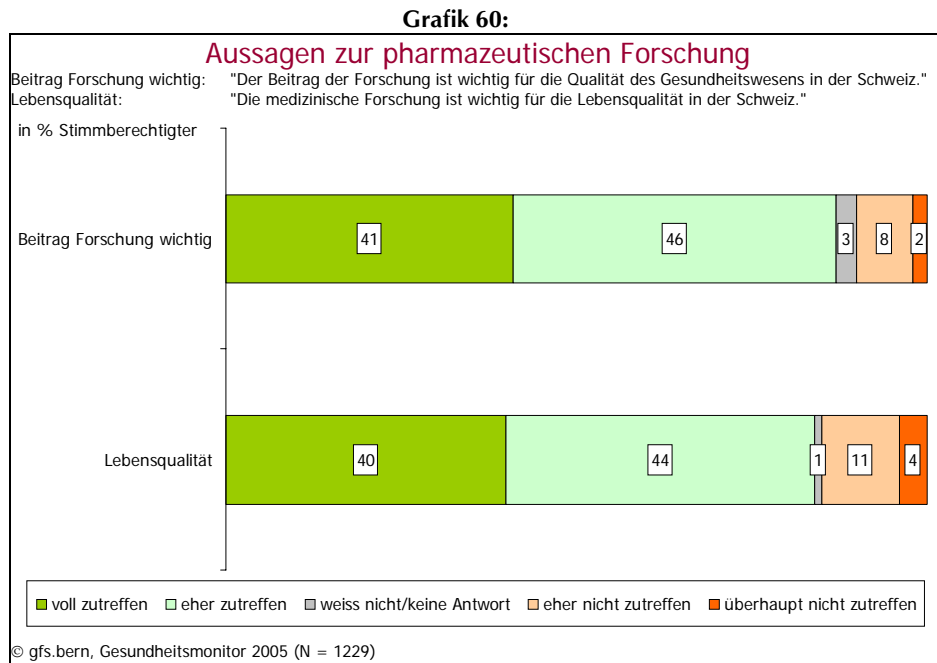 Grafik 60:
Aussagen zur pharmazeutischen Forschung
Beitrag Forschung wichtig: "Der Beitrag der Forschung ist wichtig für die Qualität des Gesundheitswesens in der Schweiz."
Lebensqualität: "Die medizinische Forschung ist wichtig für die Lebensqualität in der Schweiz."
in % Stimmberechtigter
Beitrag Forschung wichtig 41 46 3 8 2
Lebensqualität 40 44 1 11 4
voll zutreffen eher zutreffen weiss nicht/keine Antwort eher nicht zutreffen überhaupt nicht zutreffen
© gfs.bern, Gesundheitsmonitor 2005 (N = 1229)